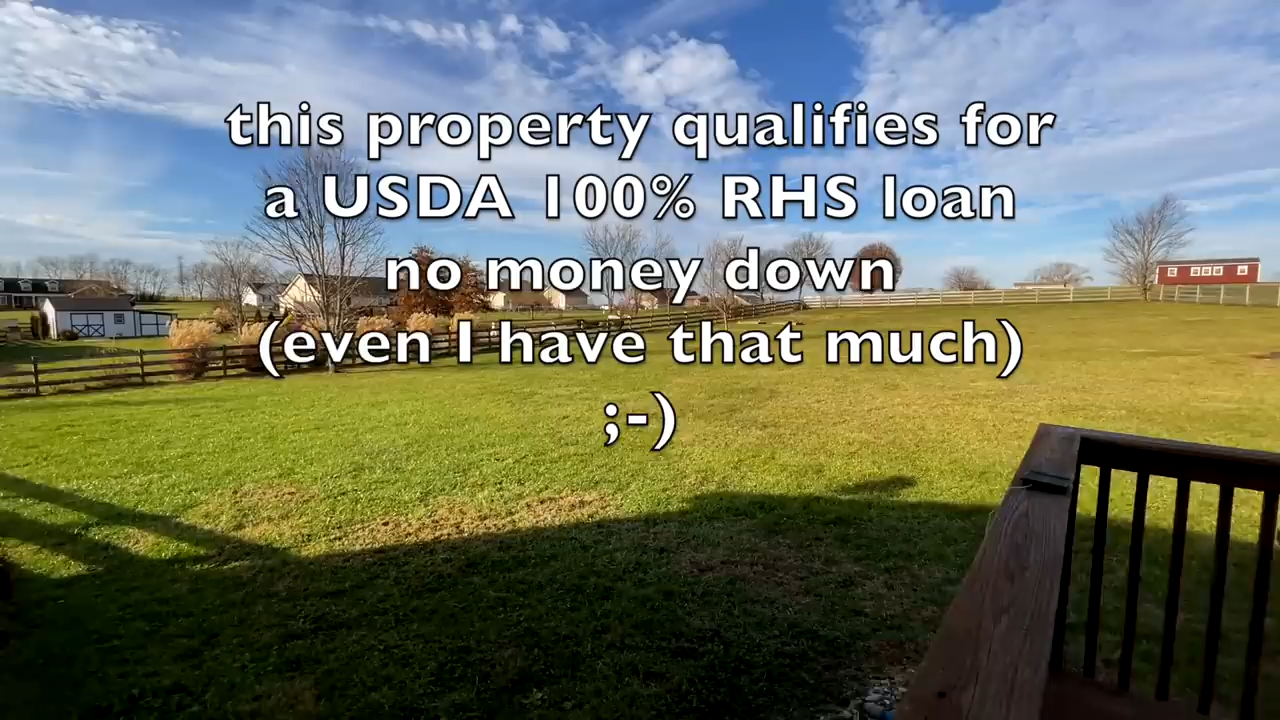 this property qualifies for
a USDA 100% RHS loan
no money down
(even I have that much)
;-)